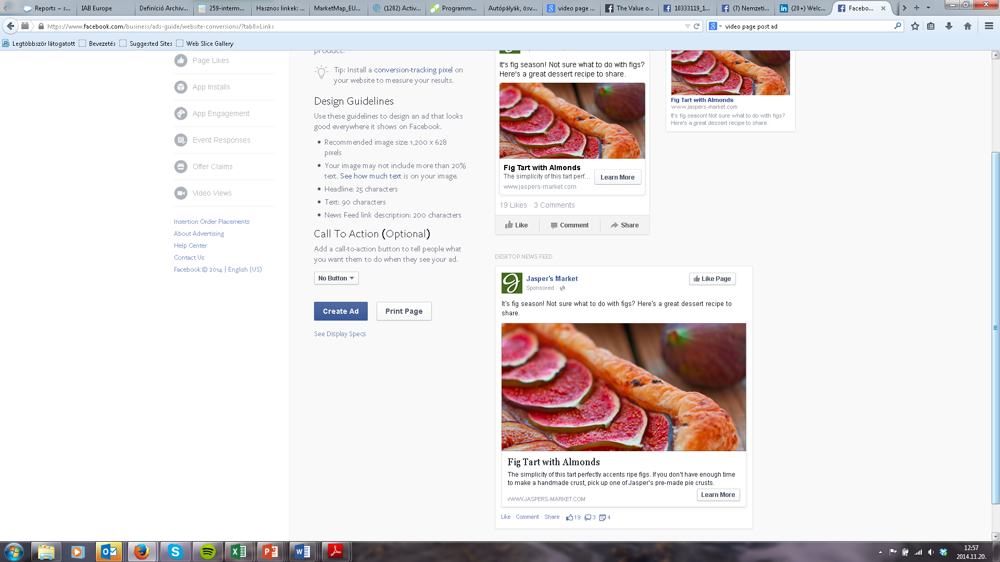 Reports ~ s...
IAB Europe
Definíció Archiv...
259-interm...
Hasznos linkek: ...
MarketMap_EU...
(1282) Activ...
Programm...
Autópályák, ösv...
video page ...
The Value o...
10333119_1...
(7) Nemzeti...
(20+) Welc...
Facebo...
https://www.facebook.com/business/ads-guide/website-conversions/?tab0=Links
video page post ad
Legtöbbször látogatott
Bevezetés
Suggested Sites
Web Slice Gallery
Page Likes
App Installs
App Engagement
Event Responses
Offer Claims
Video Views
Insertion Order Placements
About Advertising
Help Center
Contact Us
Facebook © 2014 | English (US)
product.
Tip: Install a conversion-tracking pixel on
your website to measure your results.
Design Guidelines
Use these guidelines to design an ad that looks
good everywhere it shows on Facebook.
• Recommended image size: 1,200 x 628
pixels
• Your image may not include more than 20%
text. See how much text is on your image.
• Headline: 25 characters
• Text: 90 characters
• News Feed link description: 200 characters
Call To Action (Optional)
Add a call-to-action button to tell people what
you want them to do when they see your ad.
No Button
Create Ad
Print Page
See Display Specs
It's fig season! Not sure what to do with figs?
Here's a great dessert recipe to share.
Fig Tart with Almonds
The simplicity of this tart perf...
www.jaspers-market.com
Learn More
19 Likes · 3 Comments
Like
Comment
Share
Fig Tart with Almonds
www.jaspers-market.com
It's fig season! Not sure what to do with figs?
Here's a great dessert recipe to share.
DESKTOP NEWS FEED
Jasper's Market
Sponsored ·
Like Page
It's fig season! Not sure what to do with figs? Here's a great dessert recipe to
share.
Fig Tart with Almonds
The simplicity of this tart perfectly accents ripe figs. If you don't have enough time
to make a handmade crust, pick up one of Jasper's pre-made pie crusts.
WWW.JASPERS-MARKET.COM
Learn More
Like · Comment · Share · 19 3 4
12:57
2014.11.20.